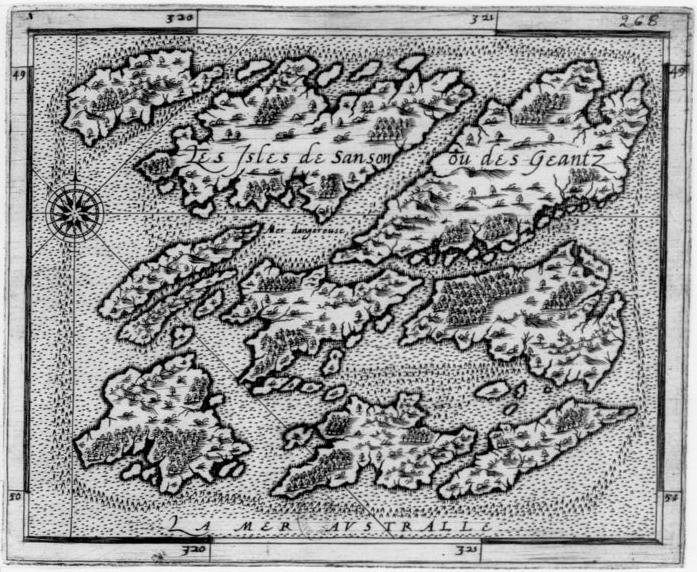 320 321 268
49 49
Les Isles de Sanson ou des Geantz
Mer dangereuse
50 50
LA MER AVSTRALLE
320 321